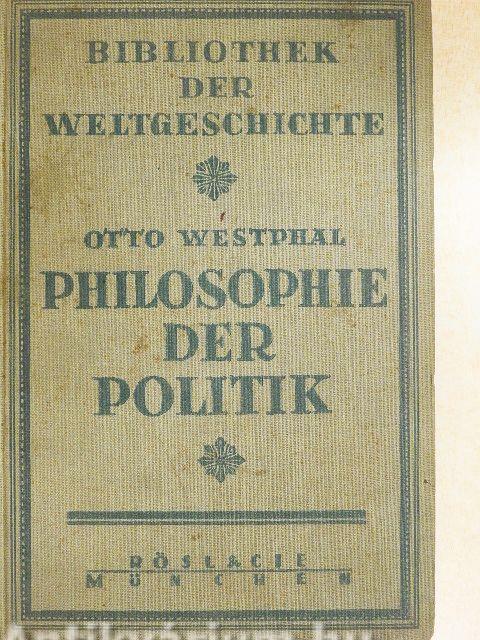 BIBLIOTHEK
DER
WELTGESCHICHTE
OTTO WESTPHAL
PHILOSOPHIE
DER
POLITIK
RÖSL & CIE
MÜNCHEN